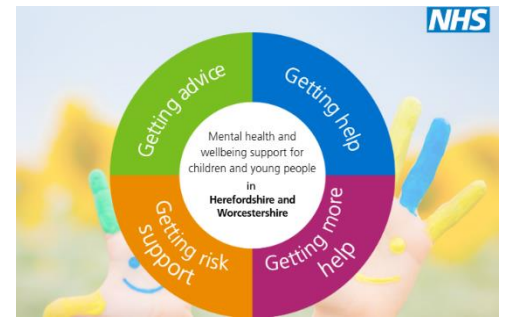 NHS
Getting advice
Getting help
Mental health and
wellbeing support for
children and young people
in
Herefordshire and
Worcestershire
Getting risk
support
Getting more
help